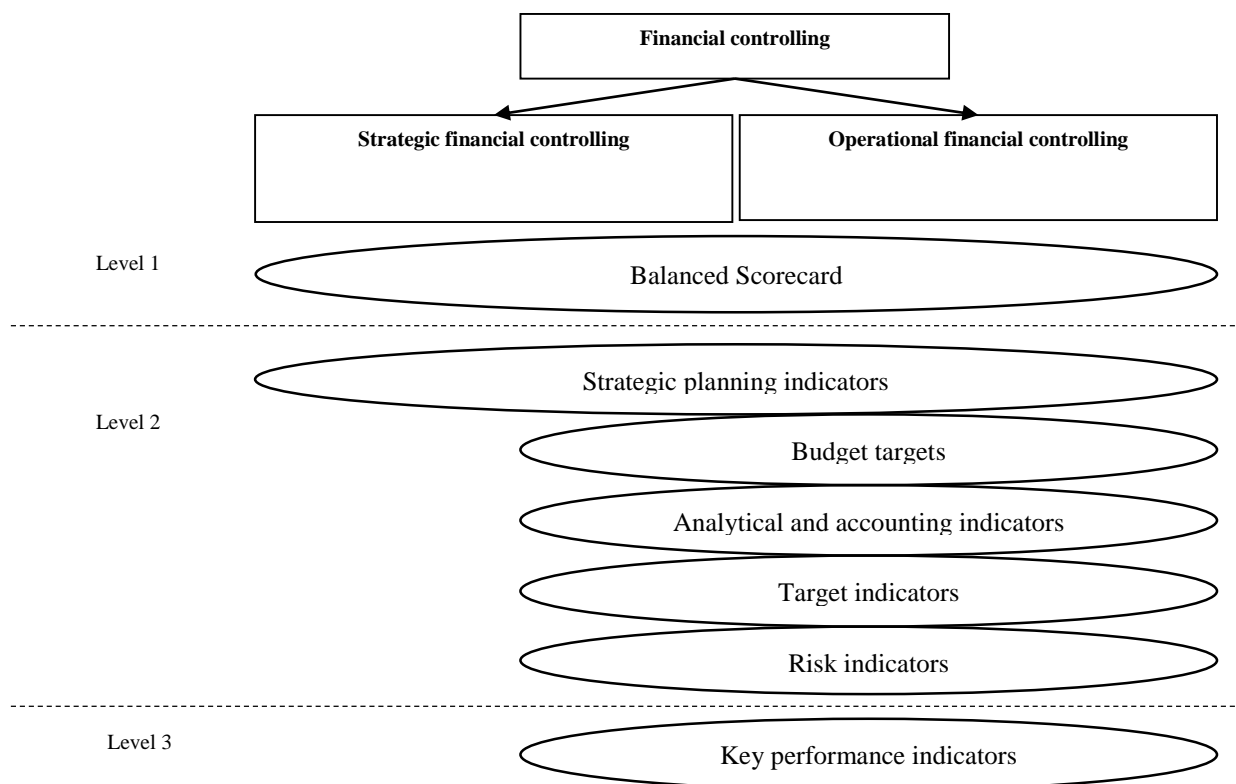 Financial controlling
Strategic financial controlling
Operational financial controlling
Level 1
Balanced Scorecard
Strategic planning indicators
Level 2
Budget targets
Analytical and accounting indicators
Target indicators
Risk indicators
Level 3
Key performance indicators